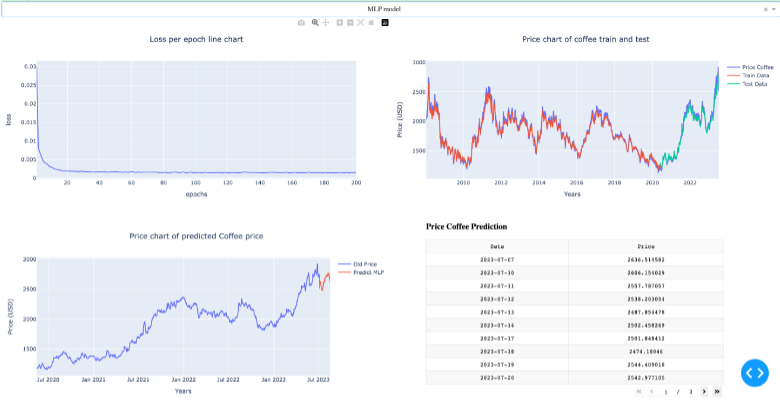 MLP model
Loss per epoch line chart
0.03
0.025
0.02
0.015
0.01
0.005
0
loss
20 40 60 80 100 120 140 160 180 200
epochs
Price chart of coffee train and test
3000
2500
2000
1500
Price (USD)
2010 2012 2014 2016 2018 2020 2022
Years
Price Coffee
Train Data
Test Data
Price chart of predicted Coffee price
3000
2500
2000
1500
Price (USD)
Jul 2020 Jan 2021 Jul 2021 Jan 2022 Jul 2022 Jan 2023 Jul 2023
Years
Old Price
Predict MLP
Price Coffee Prediction
Date Price
2023-07-07 2636.514582
2023-07-10 2606.154029
2023-07-11 2557.787057
2023-07-12 2538.203054
2023-07-13 2487.854478
2023-07-14 2502.458269
2023-07-17 2501.848412
2023-07-18 2474.18046
2023-07-19 2544.409018
2023-07-20 2542.977105
1 / 3